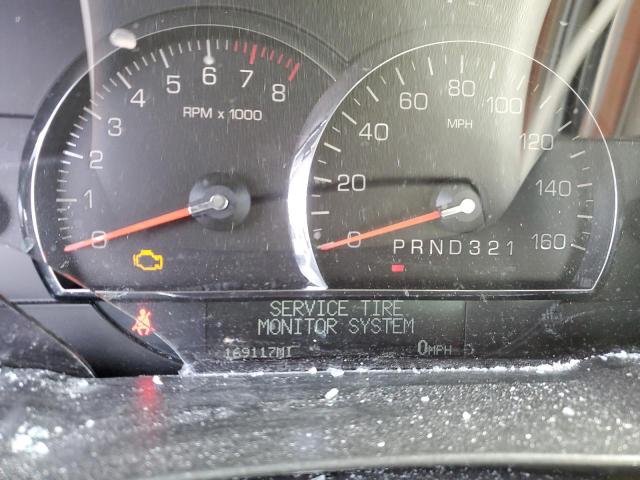 0 1 2 3 4 5 6 7 8
RPM x 1000
0 20 40 60 80 100 120 140 160
MPH
PRND321
SERVICE TIRE
MONITOR SYSTEM
169117MI
0MPH